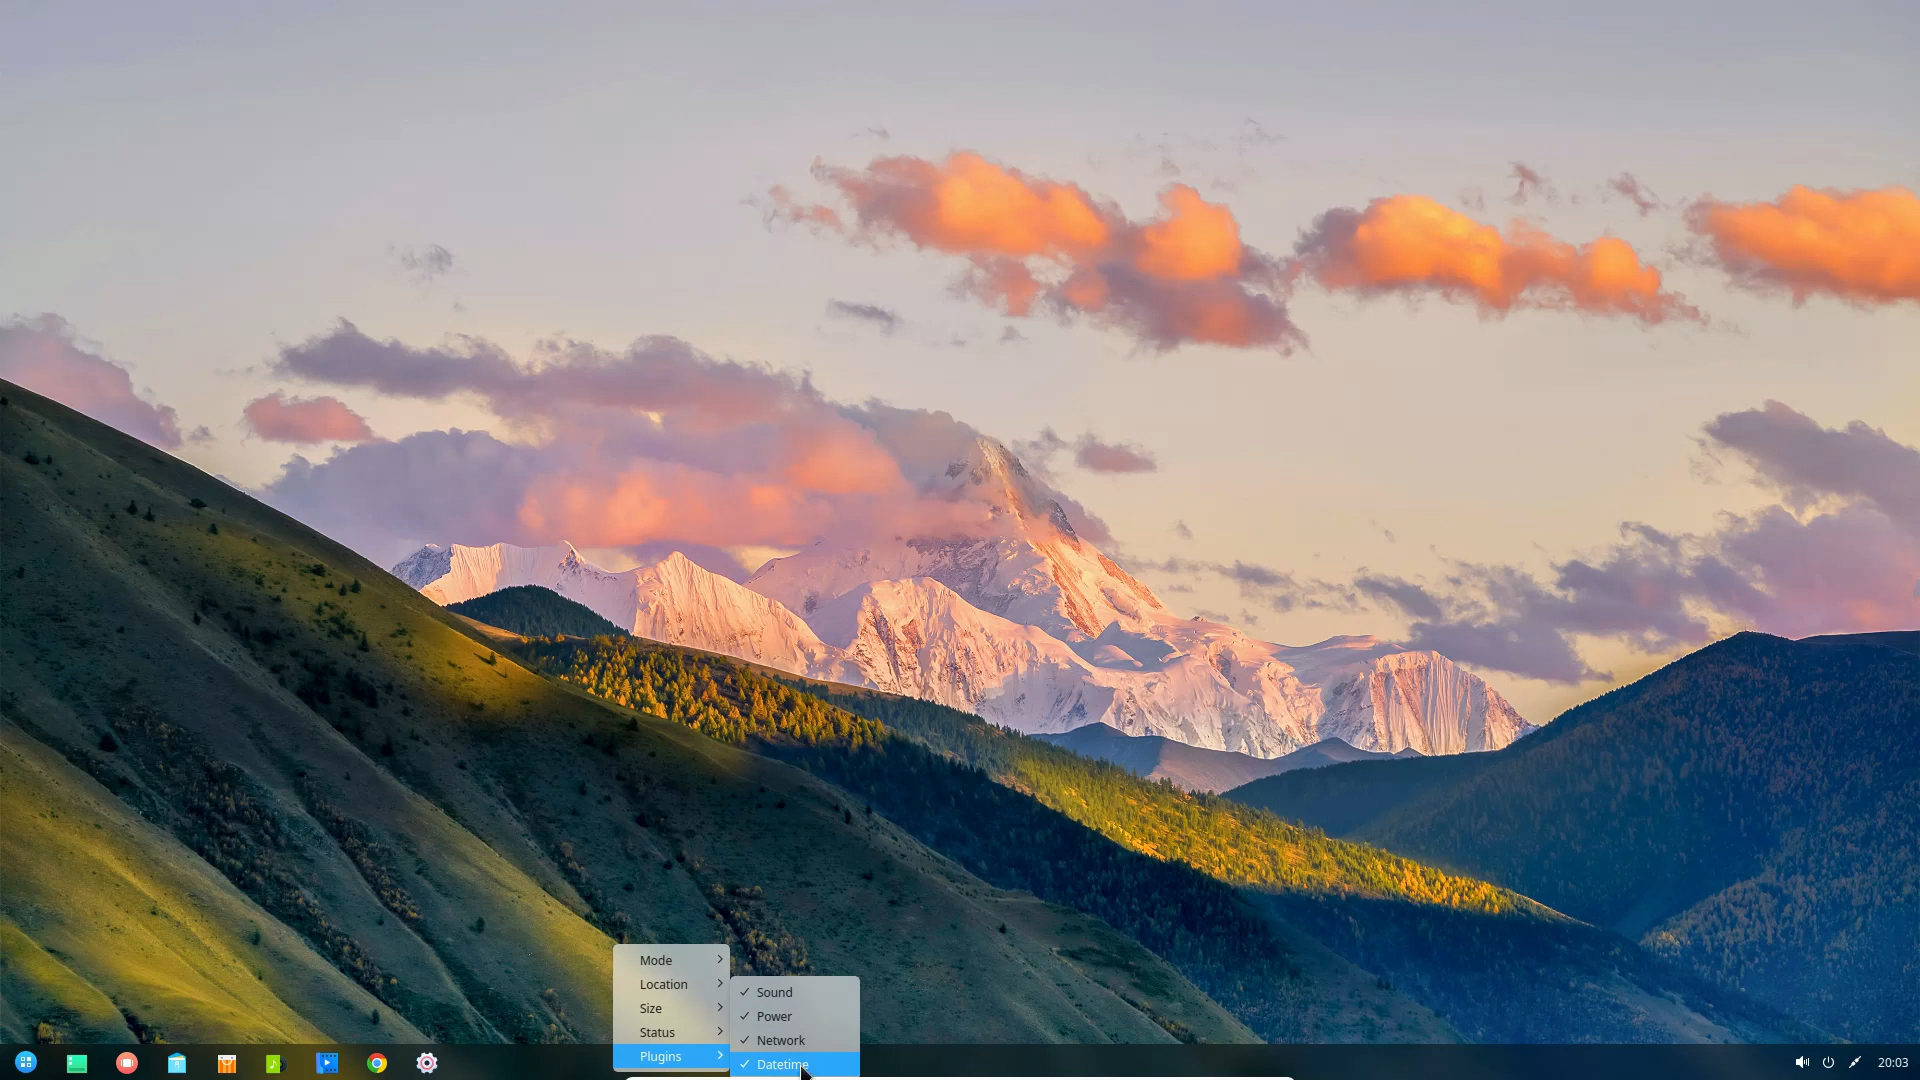 Mode
Location
Size
Status
Plugins
Sound
Power
Network
Datetime
20:03